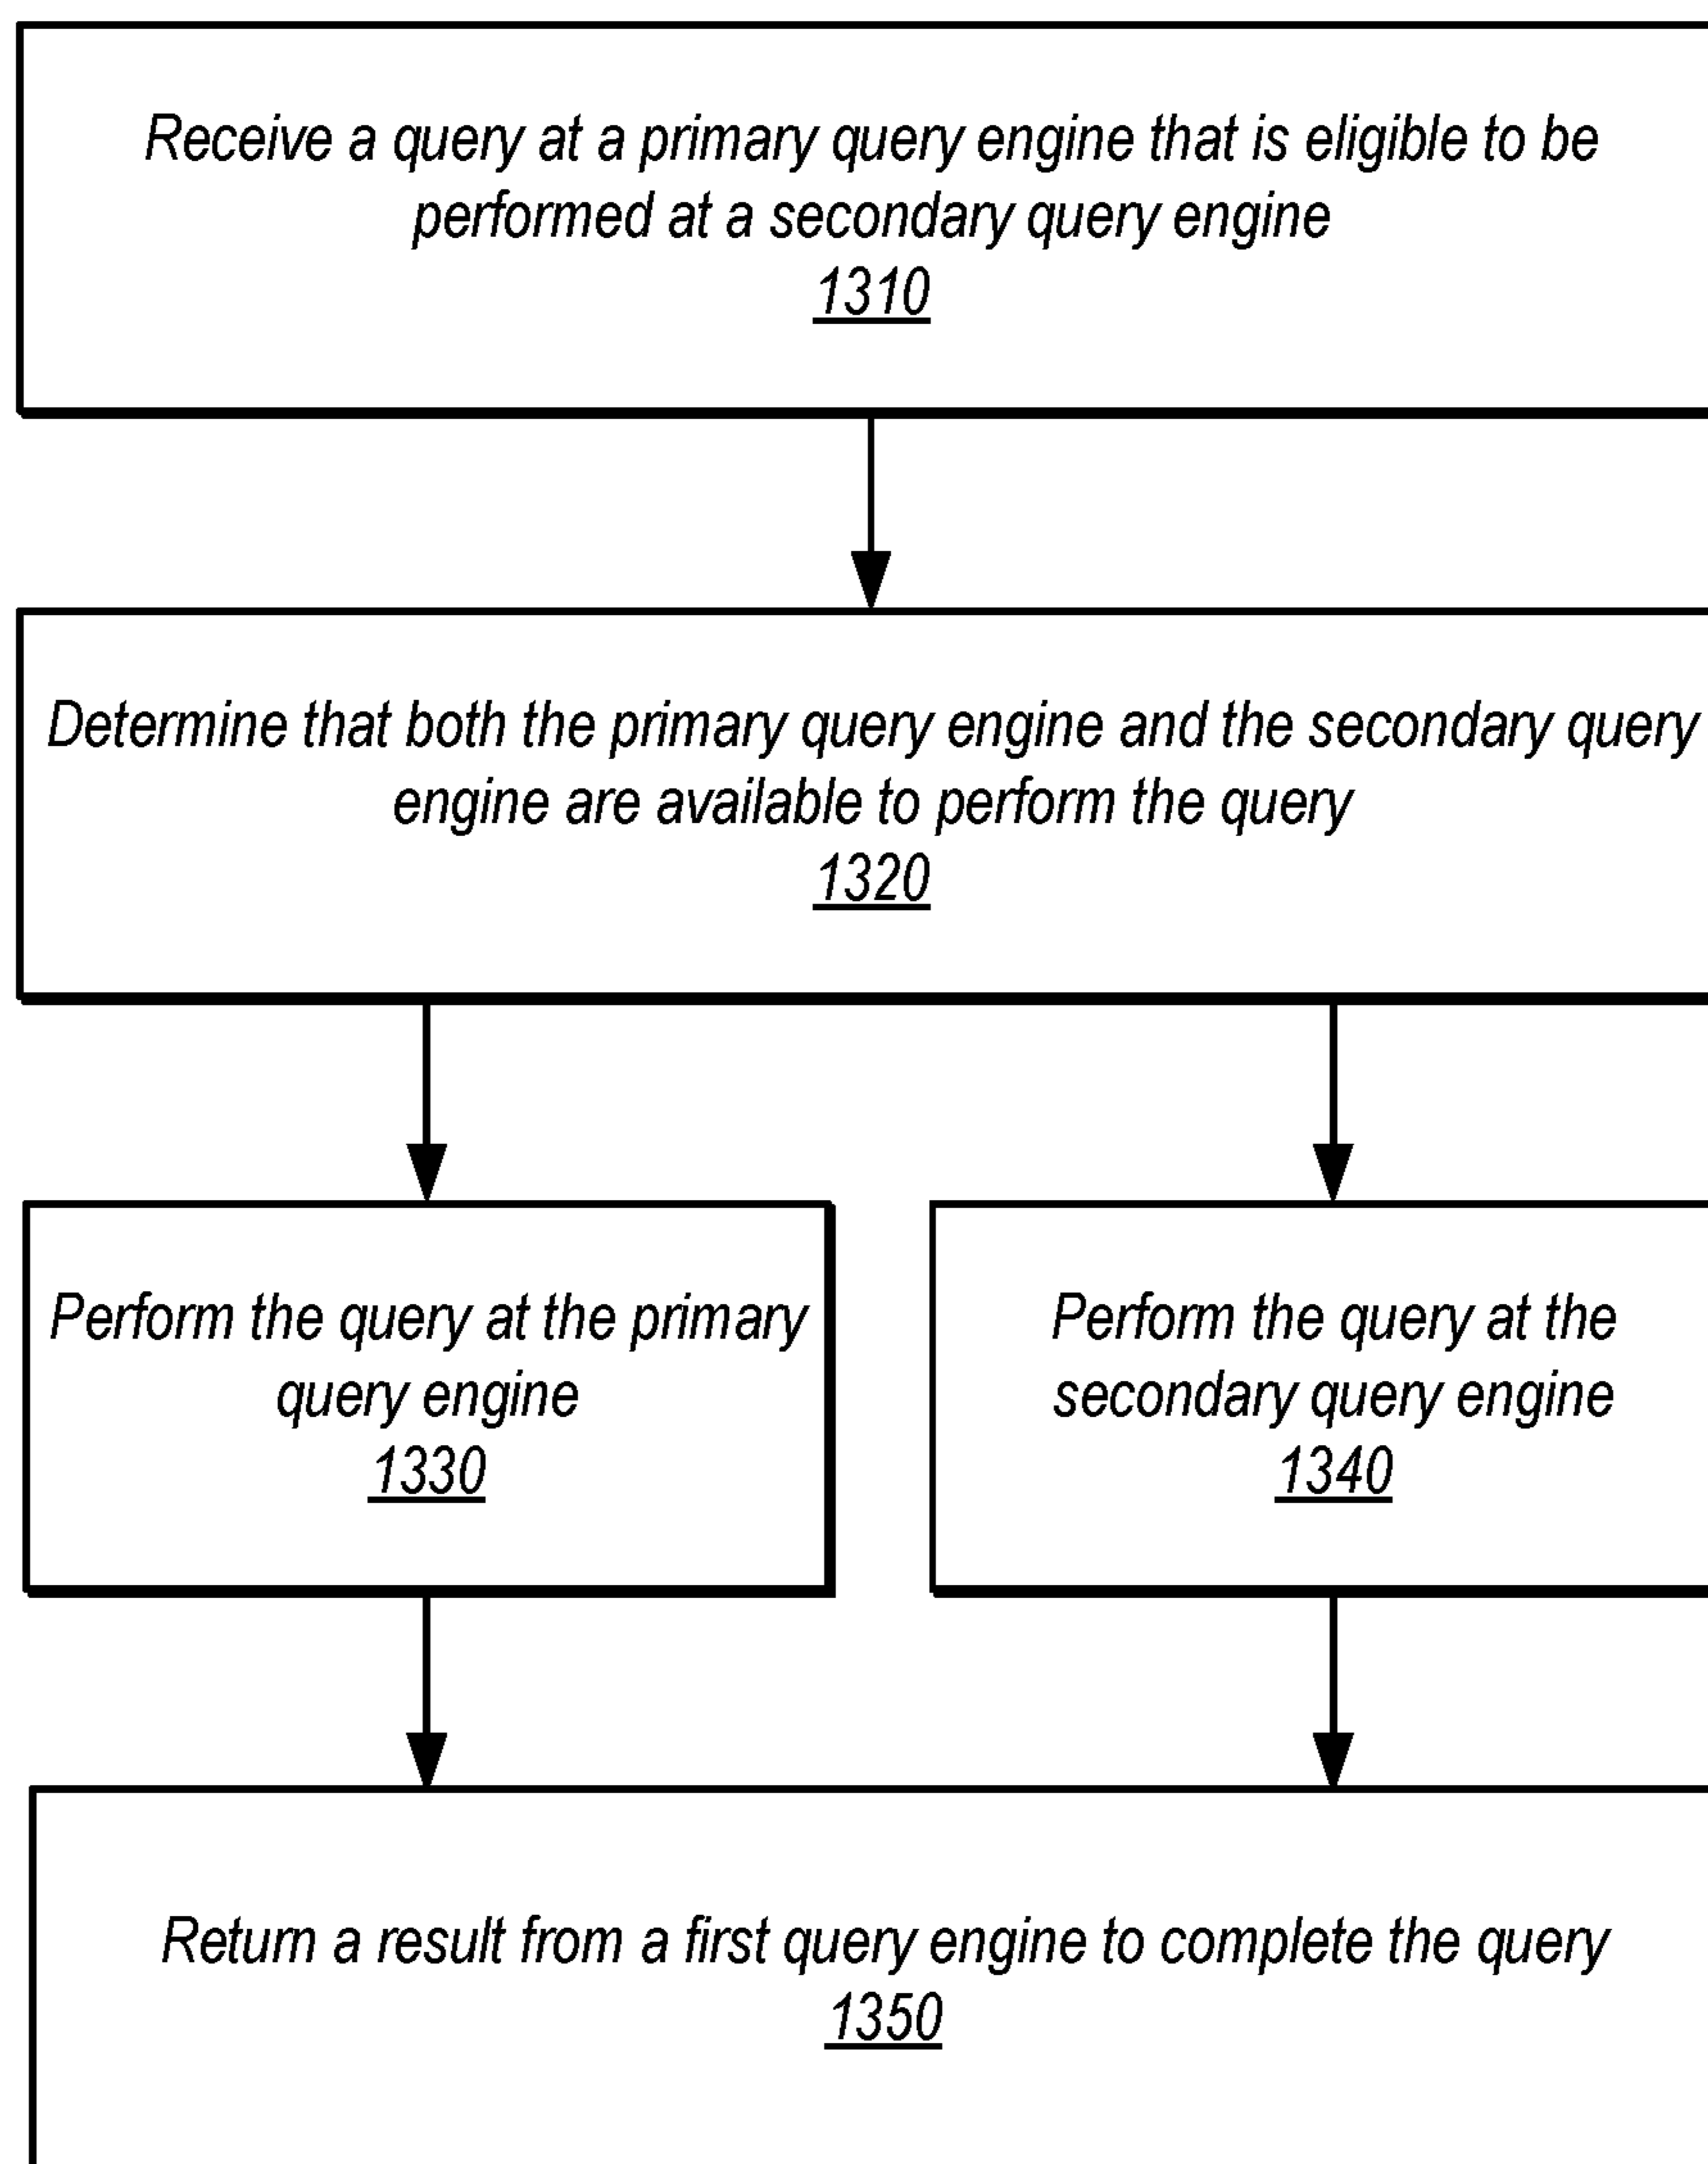 Receive a query at a primary query engine that is eligible to be
performed at a secondary query engine
1310
Determine that both the primary query engine and the secondary query
engine are available to perform the query
1320
Perform the query at the primary
query engine
1330
Perform the query at the
secondary query engine
1340
Return a result from a first query engine to complete the query
1350